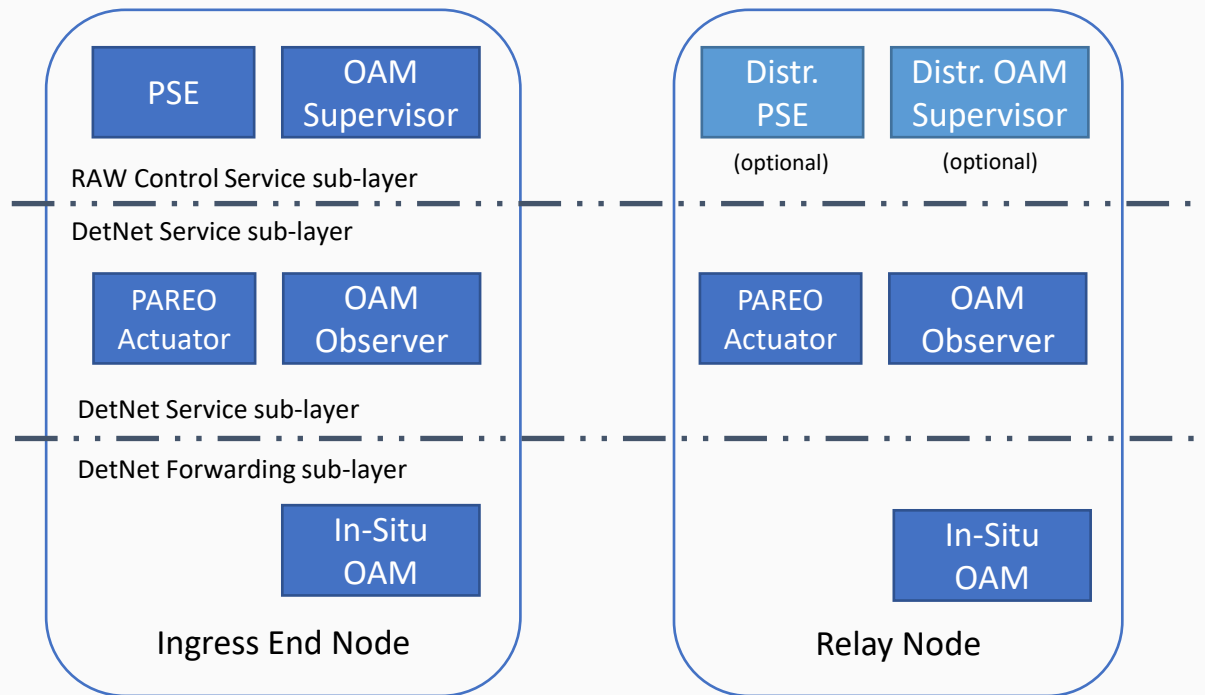 PSE
OAM
Supervisor
Distr.
PSE
(optional)
Distr. OAM
Supervisor
(optional)
RAW Control Service sub-layer
DetNet Service sub-layer
PAREO
Actuator
OAM
Observer
PAREO
Actuator
OAM
Observer
DetNet Service sub-layer
DetNet Forwarding sub-layer
In-Situ
OAM
In-Situ
OAM
Ingress End Node
Relay Node